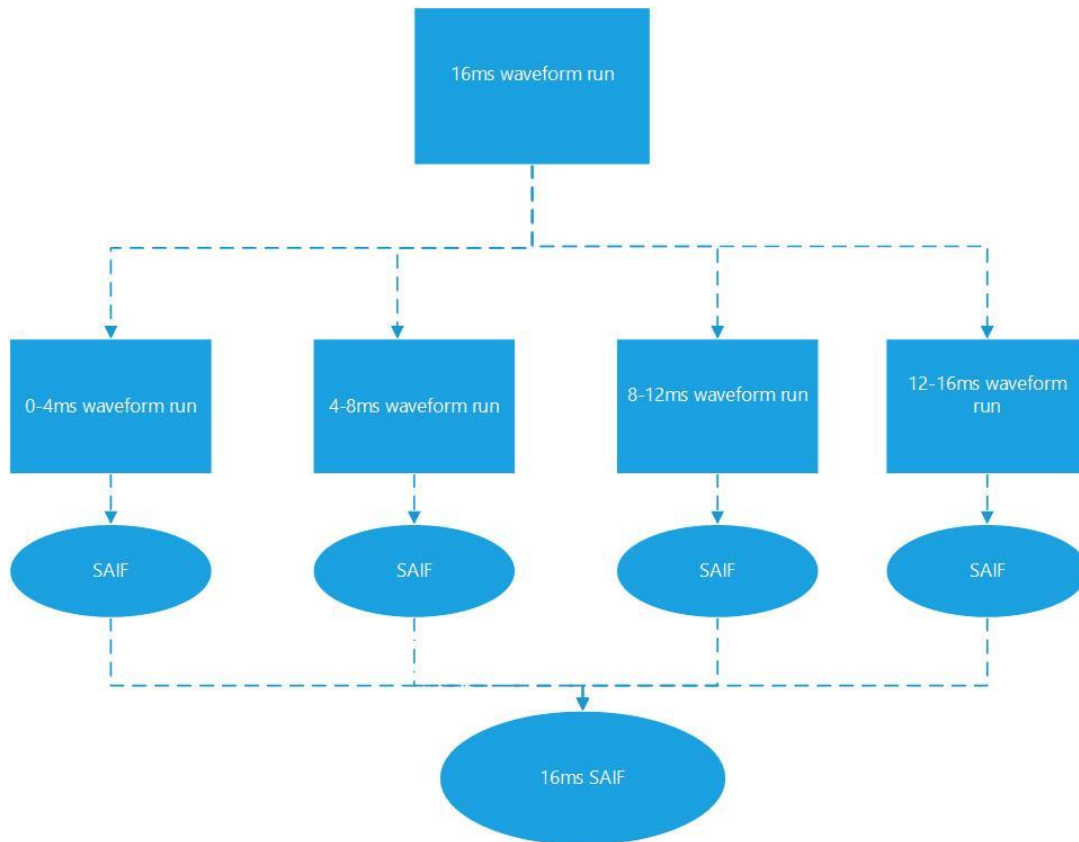 16ms waveform run
0-4ms waveform run
4-8ms waveform run
8-12ms waveform run
12-16ms waveform
run
SAIF
SAIF
SAIF
SAIF
16ms SAIF